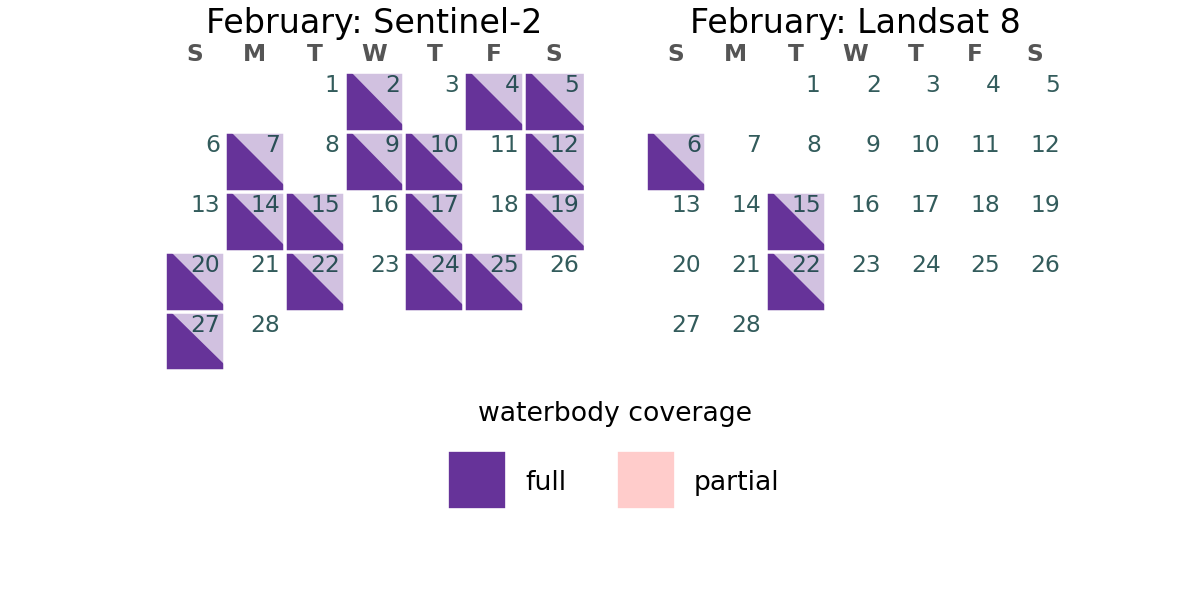 February: Sentinel-2
S M T W T F S
1 2 3 4 5
6 7 8 9 10 11 12
13 14 15 16 17 18 19
20 21 22 23 24 25 26
27 28
February: Landsat 8
S M T W T F S
1 2 3 4 5
6 7 8 9 10 11 12
13 14 15 16 17 18 19
20 21 22 23 24 25 26
27 28
waterbody coverage
full
partial